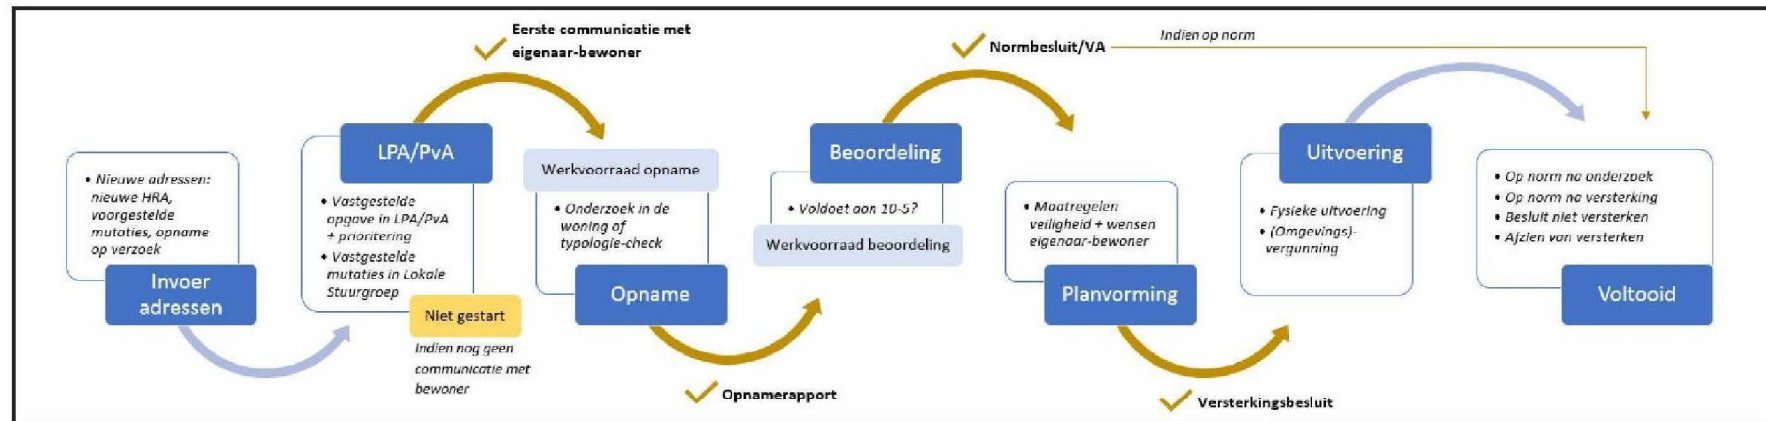 Eerste communicatie met
eigenaar-bewoner
Normbesluit/VA
Indien op norm
• Nieuwe adressen:
nieuwe HRA,
voorgestelde
mutaties, opname
op verzoek
Invoer
adressen
LPA/PvA
• Vastgestelde
opgave in LPA/PvA
+ prioritering
• Vastgestelde
mutaties in Lokale
Stuurgroep
Niet gestart
Indien nog geen
communicatie met
bewoner
Werkvoorraad opname
• Onderzoek in de
woning of
typologie-check
Opname
Opnamerapport
Beoordeling
• Voldoet aan 10-5?
Werkvoorraad beoordeling
• Maatregelen
veiligheid + wensen
eigenaar-bewoner
Planvorming
Versterkingsbesluit
Uitvoering
• Fysieke uitvoering
• (Omgevings)-
vergunning
• Op norm na onderzoek
• Op norm na versterking
• Besluit niet versterken
• Afzien van versterken
Voltooid